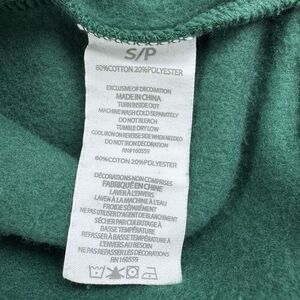 S/P
80%COTTON 20%POLYESTER
EXCLUSIVE OF DECORATION
MADE IN CHINA
TURN INSIDE OUT
MACHINE WASH COLD SEPARATELY
DO NOT BLEACH
TUMBLE DRY LOW
COOL IRON ON REVERSE SIDE WHEN NEEDED
DO NOT IRON DECORATION
RN#160559
80%COTON 20%POLYESTER
DÉCORATIONS NON COMPRISES
FABRIQUÉ EN CHINE
LAVER À L'ENVERS
LAVER À LA MACHINE À L'EAU
FROIDE SÉPARÉMENT
NE PAS UTILISER D'AGENT DE BLANCHIMENT
SÉCHER PAR CULBUTAGE À
BASSE TEMPÉRATURE
REPASSER À BASSE TEMPÉRATURE À
L'ENVERS AU BESOIN
NE PAS REPASSER LES DÉCORATIONS
RN160559